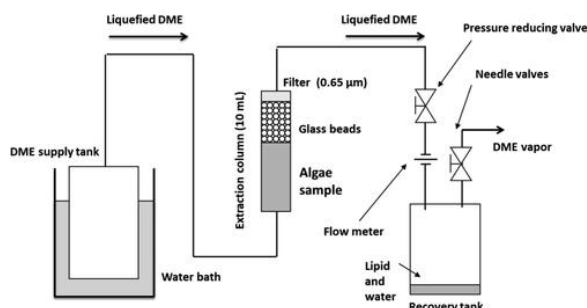 Liquefied DME
Liquefied DME
Pressure reducing valve
Needle valves
Filter (0.65 µm)
Glass beads
Extraction column (10 mL)
Algae
sample
DME supply tank
DME vapor
Flow meter
Water bath
Lipid and
water
Recovery tank